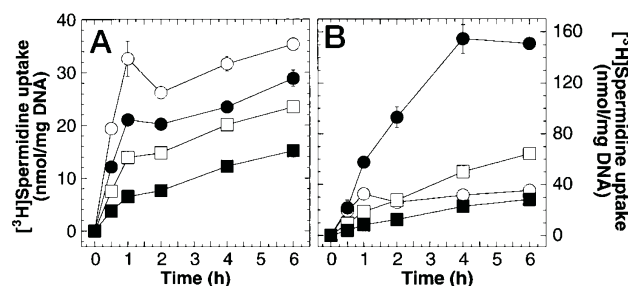 A
[³H]Spermidine uptake
(nmol/mg DNA)
40
30
20
10
0
0 1 2 3 4 5 6
Time (h)
B
0 1 2 3 4 5 6
Time (h)
160
120
80
40
0
[³H]Spermidine uptake
(nmol/mg DNA)